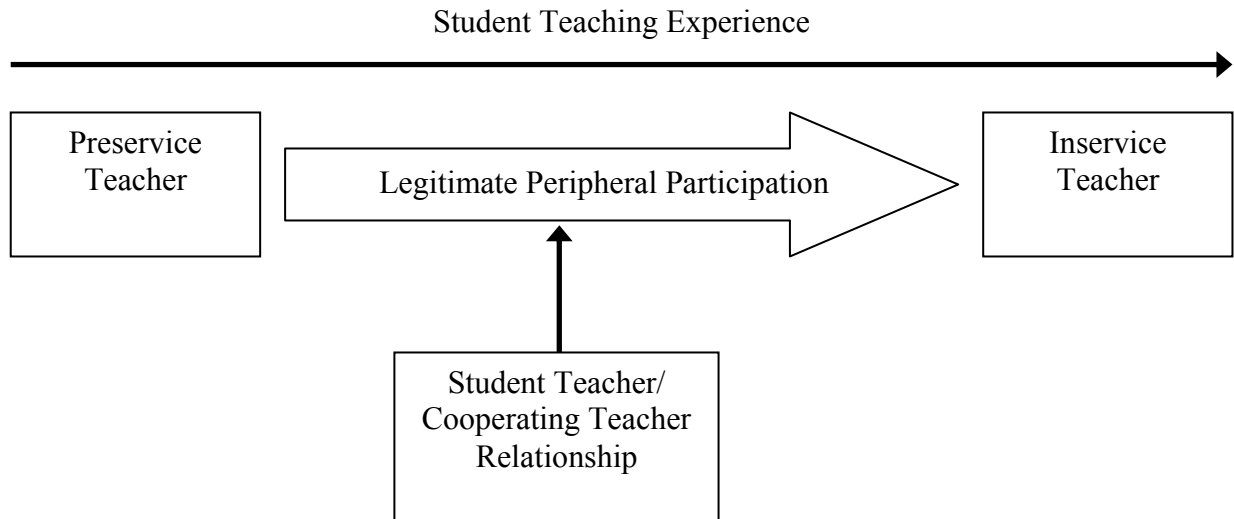 Student Teaching Experience
Preservice
Teacher
Legitimate Peripheral Participation
Inservice
Teacher
Student Teacher/
Cooperating Teacher
Relationship